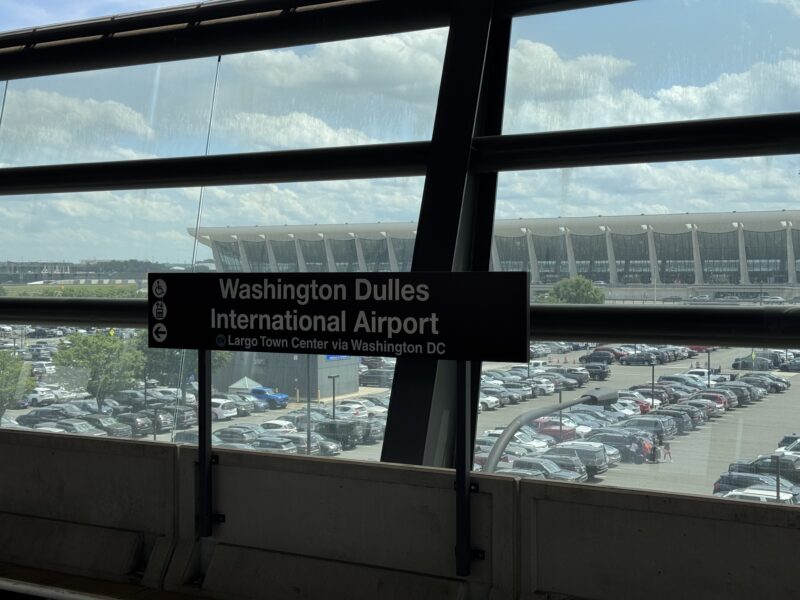 Washington Dulles
International Airport
Largo Town Center via Washington DC